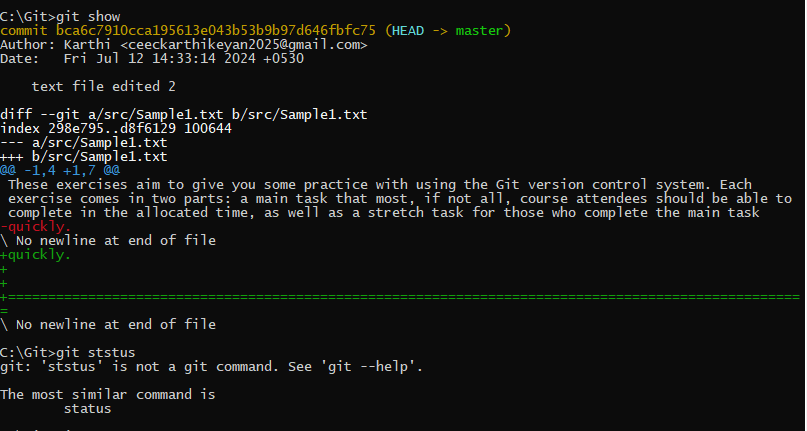 C:\Git>git show
commit bca6c7910cca195613e043b53b9b97d646fbfc75 (HEAD -> master)
Author: Karthi <ceeckarthikeyan2025@gmail.com>
Date:   Fri Jul 12 14:33:14 2024 +0530
    text file edited 2
diff --git a/src/Sample1.txt b/src/Sample1.txt
index 298e795..d8f6129 100644
--- a/src/Sample1.txt
+++ b/src/Sample1.txt
@@ -1,4 +1,7 @@
 These exercises aim to give you some practice with using the Git version control system. Each
 exercise comes in two parts: a main task that most, if not all, course attendees should be able to
 complete in the allocated time, as well as a stretch task for those who complete the main task
-quickly.
\ No newline at end of file
+quickly.
+
+
+===================================================================================================
=
\ No newline at end of file
C:\Git>git ststus
git: 'ststus' is not a git command. See 'git --help'.
The most similar command is
        status